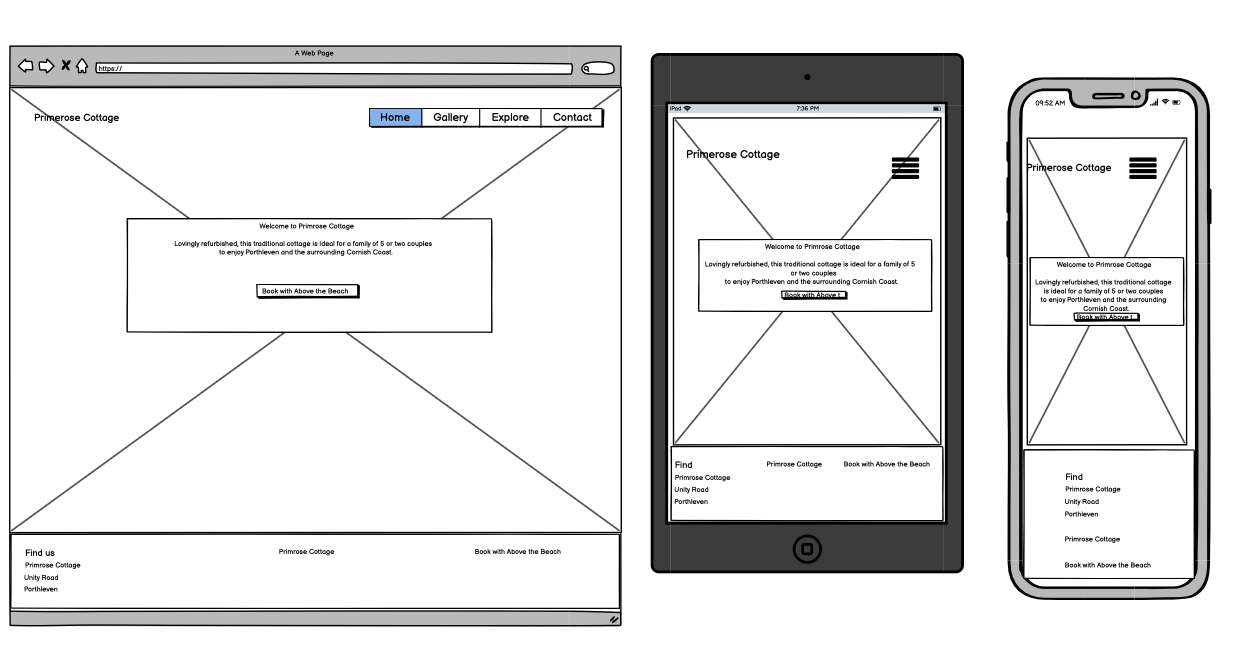 A Web Page
https://
Primerose Cottage
Home Gallery Explore Contact
Welcome to Primrose Cottage
Lovingly refurbished, this traditional cottage is ideal for a family of 5 or two couples
to enjoy Porthleven and the surrounding Cornish Coast.
Book with Above the Beach
Find us
Primrose Cottage
Unity Road
Porthleven
Primrose Cottage
Book with Above the Beach
iPod
7:36 PM
Primerose Cottage
Welcome to Primrose Cottage
Lovingly refurbished, this traditional cottage is ideal for a family of 5
or two couples
to enjoy Porthleven and the surrounding Cornish Coast.
Book with Above t
Find
Primrose Cottage
Unity Road
Porthleven
Primrose Cottage
Book with Above the Beach
09:52 AM
Primerose Cottage
Welcome to Primrose Cottage
Lovingly refurbished, this traditional cottage
is ideal for a family of 5 or two couples
to enjoy Porthleven and the surrounding
Cornish Coast.
Book with Above t
Find
Primrose Cottage
Unity Road
Porthleven
Primrose Cottage
Book with Above the Beach